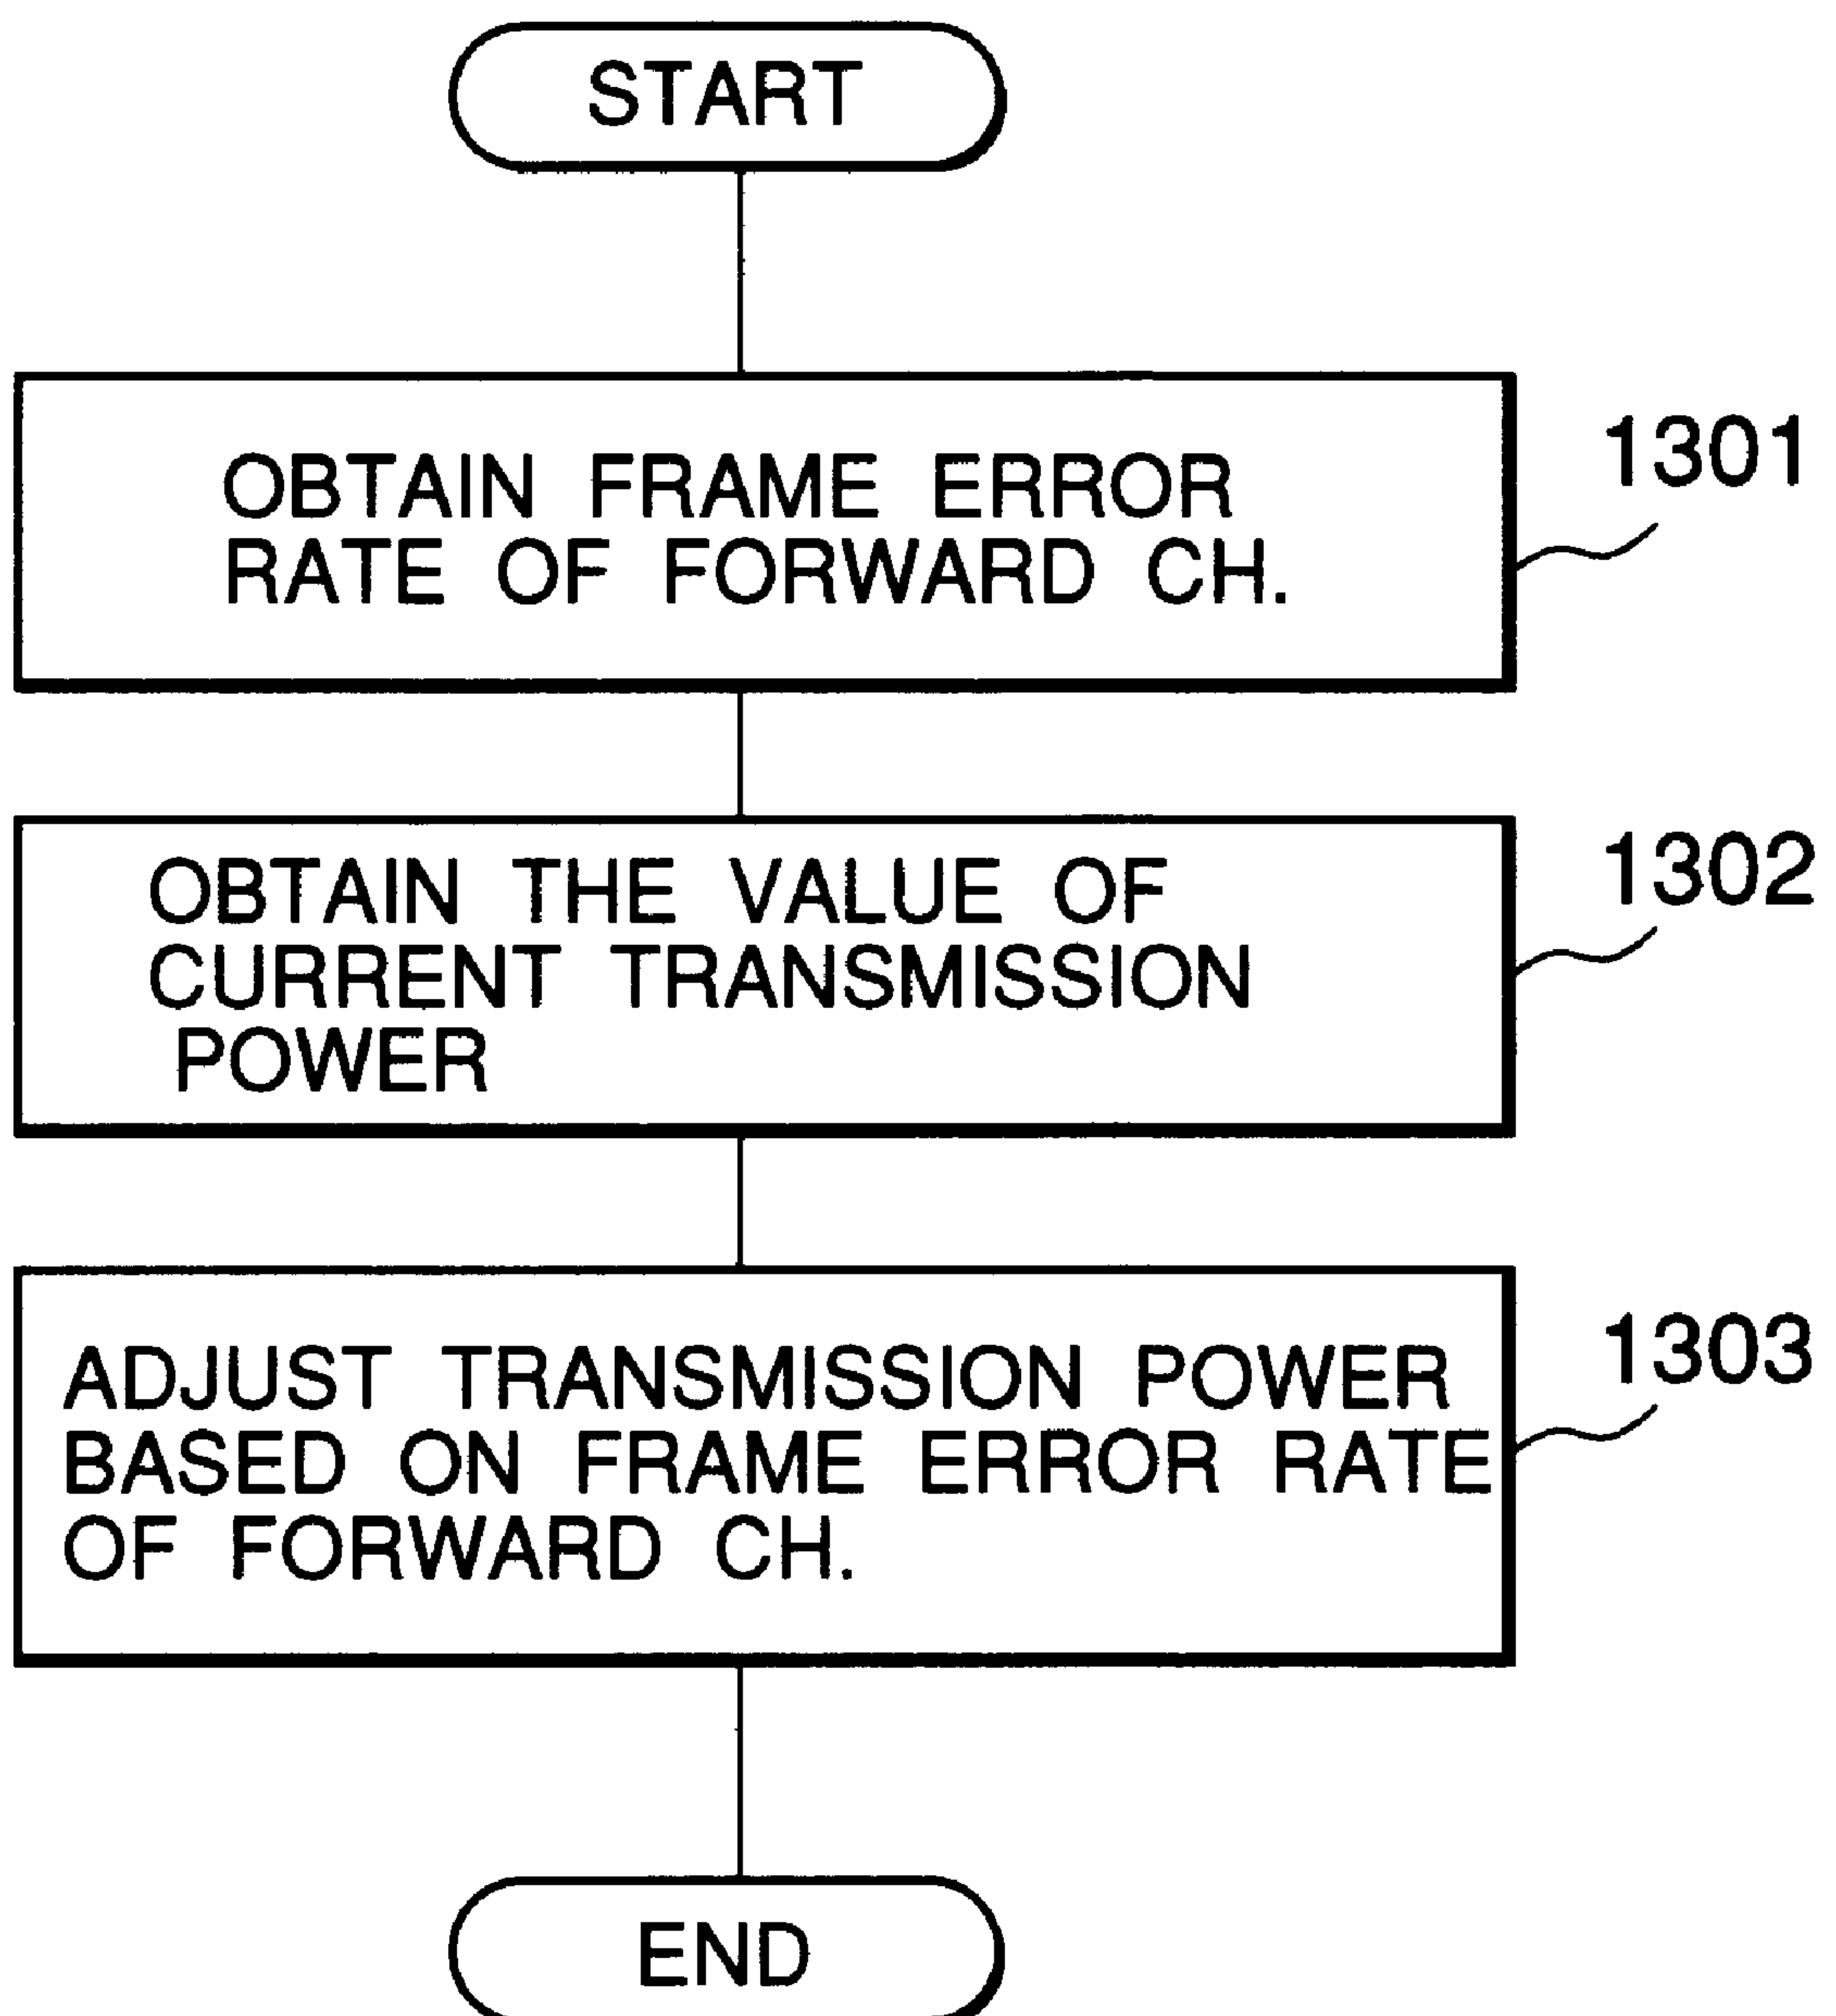 START
OBTAIN FRAME ERROR
RATE OF FORWARD CH.
1301
OBTAIN THE VALUE OF
CURRENT TRANSMISSION
POWER
1302
ADJUST TRANSMISSION POWER
BASED ON FRAME ERROR RATE
OF FORWARD CH.
1303
END